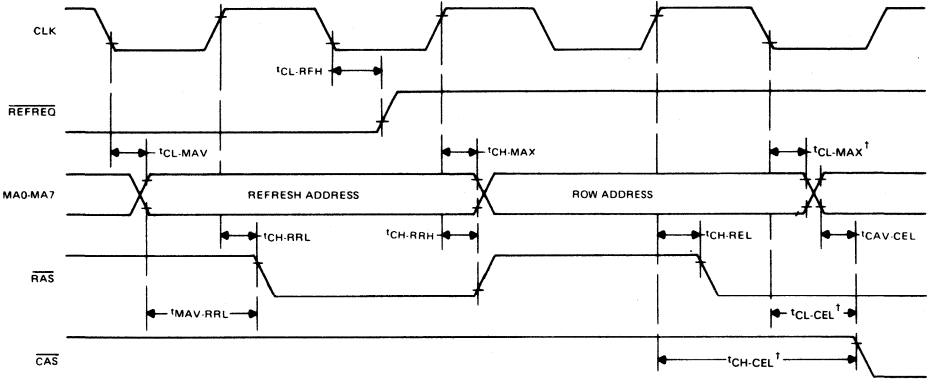 CLK
tCL-RFH
REFREQ
tCL-MAV
tCH-MAX
tCL-MAX†
MA0-MA7
REFRESH ADDRESS
ROW ADDRESS
tCH-RRL
tCH-RRH
tCH-REL
tCAV-CEL
RAS
tMAV-RRL
tCL-CEL†
CAS
tCH-CEL†